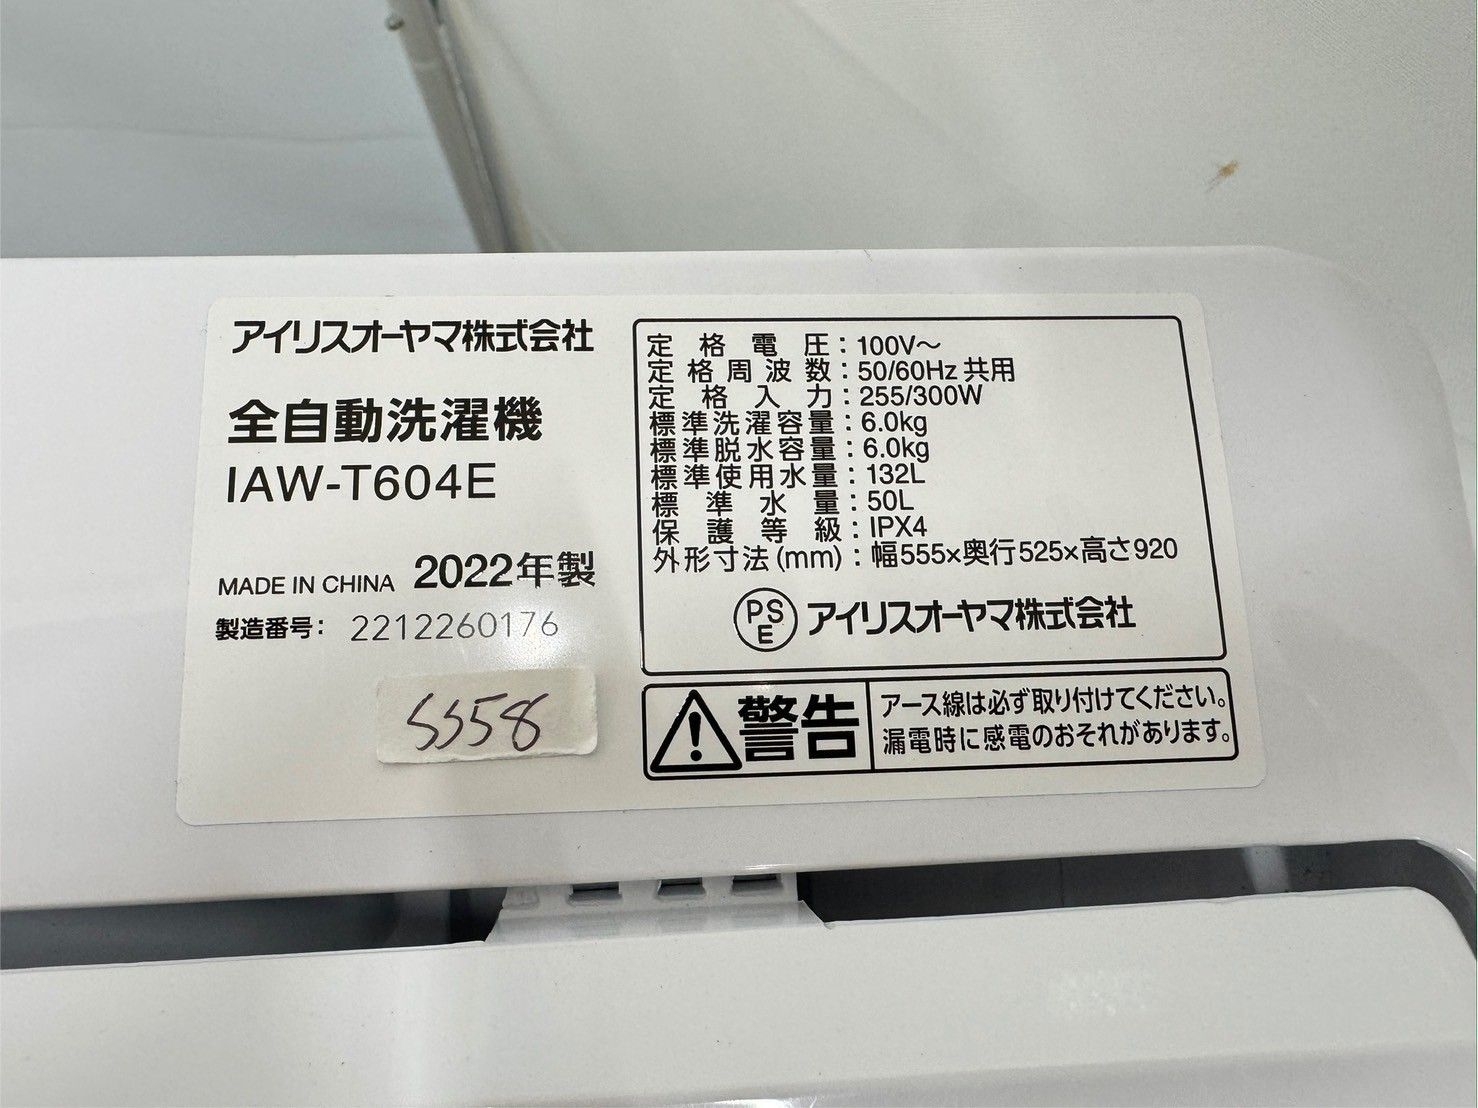 アイリスオーヤマ株式会社
全自動洗濯機
IAW-T604E
MADE IN CHINA 2022年製
製造番号: 2212260176
SS58
定格電圧:100V～
定格周波数:50/60Hz 共用
定格入力:255/300W
標準洗濯容量:6.0kg
標準脱水容量:6.0kg
標準使用水量:132L
標準水量:50L
保護等級:IPX4
外形寸法(mm):幅555×奥行525×高さ920
PSE アイリスオーヤマ株式会社
警告
アース線は必ず取り付けてください。
漏電時に感電のおそれがあります。